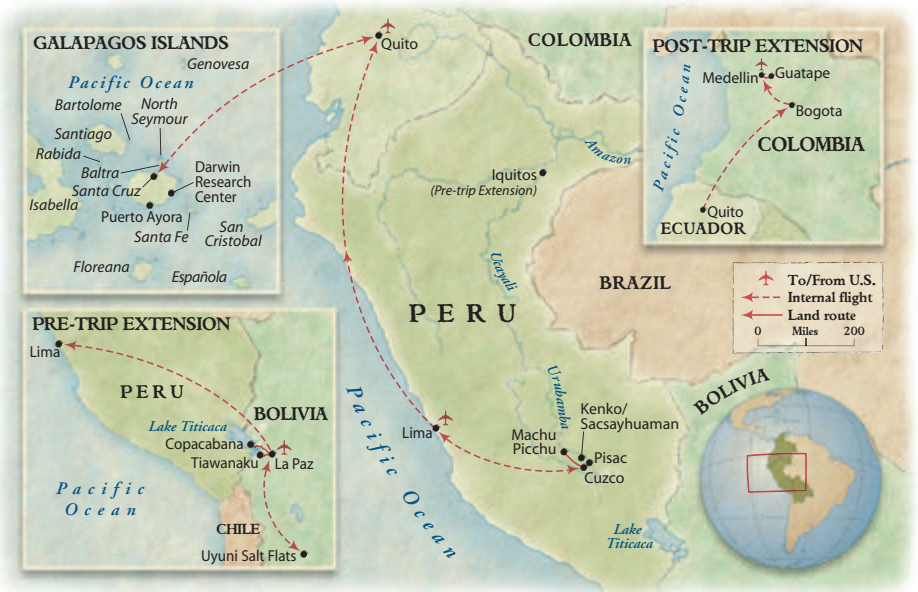 GALAPAGOS ISLANDS
Genovesa
Pacific Ocean
Bartolome
North
Seymour
Santiago
Rabida
Baltra
Santa Cruz
Isabella
Darwin
Research
Center
Puerto Ayora
Santa Fe
San
Cristobal
Floreana
Española
PRE-TRIP EXTENSION
Lima
PERU
BOLIVIA
Lake Titicaca
Copacabana
Tiawanaku
La Paz
Pacific
Ocean
CHILE
Uyuni Salt Flats
Quito
COLOMBIA
Amazon
Iquitos
(Pre-trip Extension)
Ucayali
BRAZIL
PERU
Urubamba
Pacific Ocean
Lima
Machu
Picchu
Kenko/
Sacsayhuaman
Pisac
Cuzco
Lake
Titicaca
BOLIVIA
POST-TRIP EXTENSION
Medellin
Guatape
Pacific Ocean
Bogota
COLOMBIA
Quito
ECUADOR
To/From U.S.
Internal flight
Land route
0 Miles 200